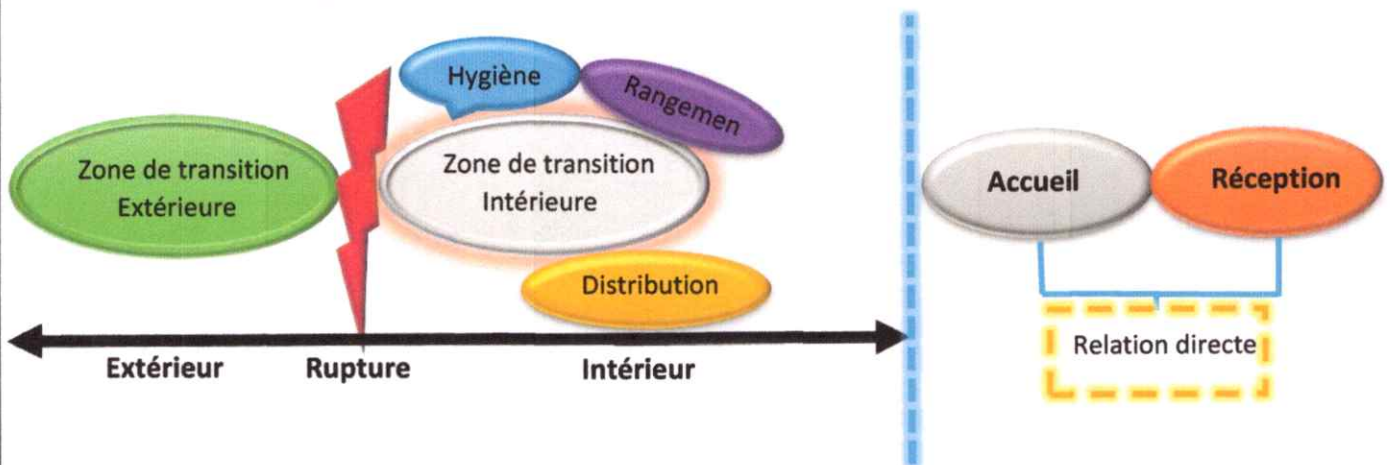 Hygiène
Rangemen
Zone de transition
Extérieure
Zone de transition
Intérieure
Distribution
Extérieur
Rupture
Intérieur
Accueil
Réception
Relation directe